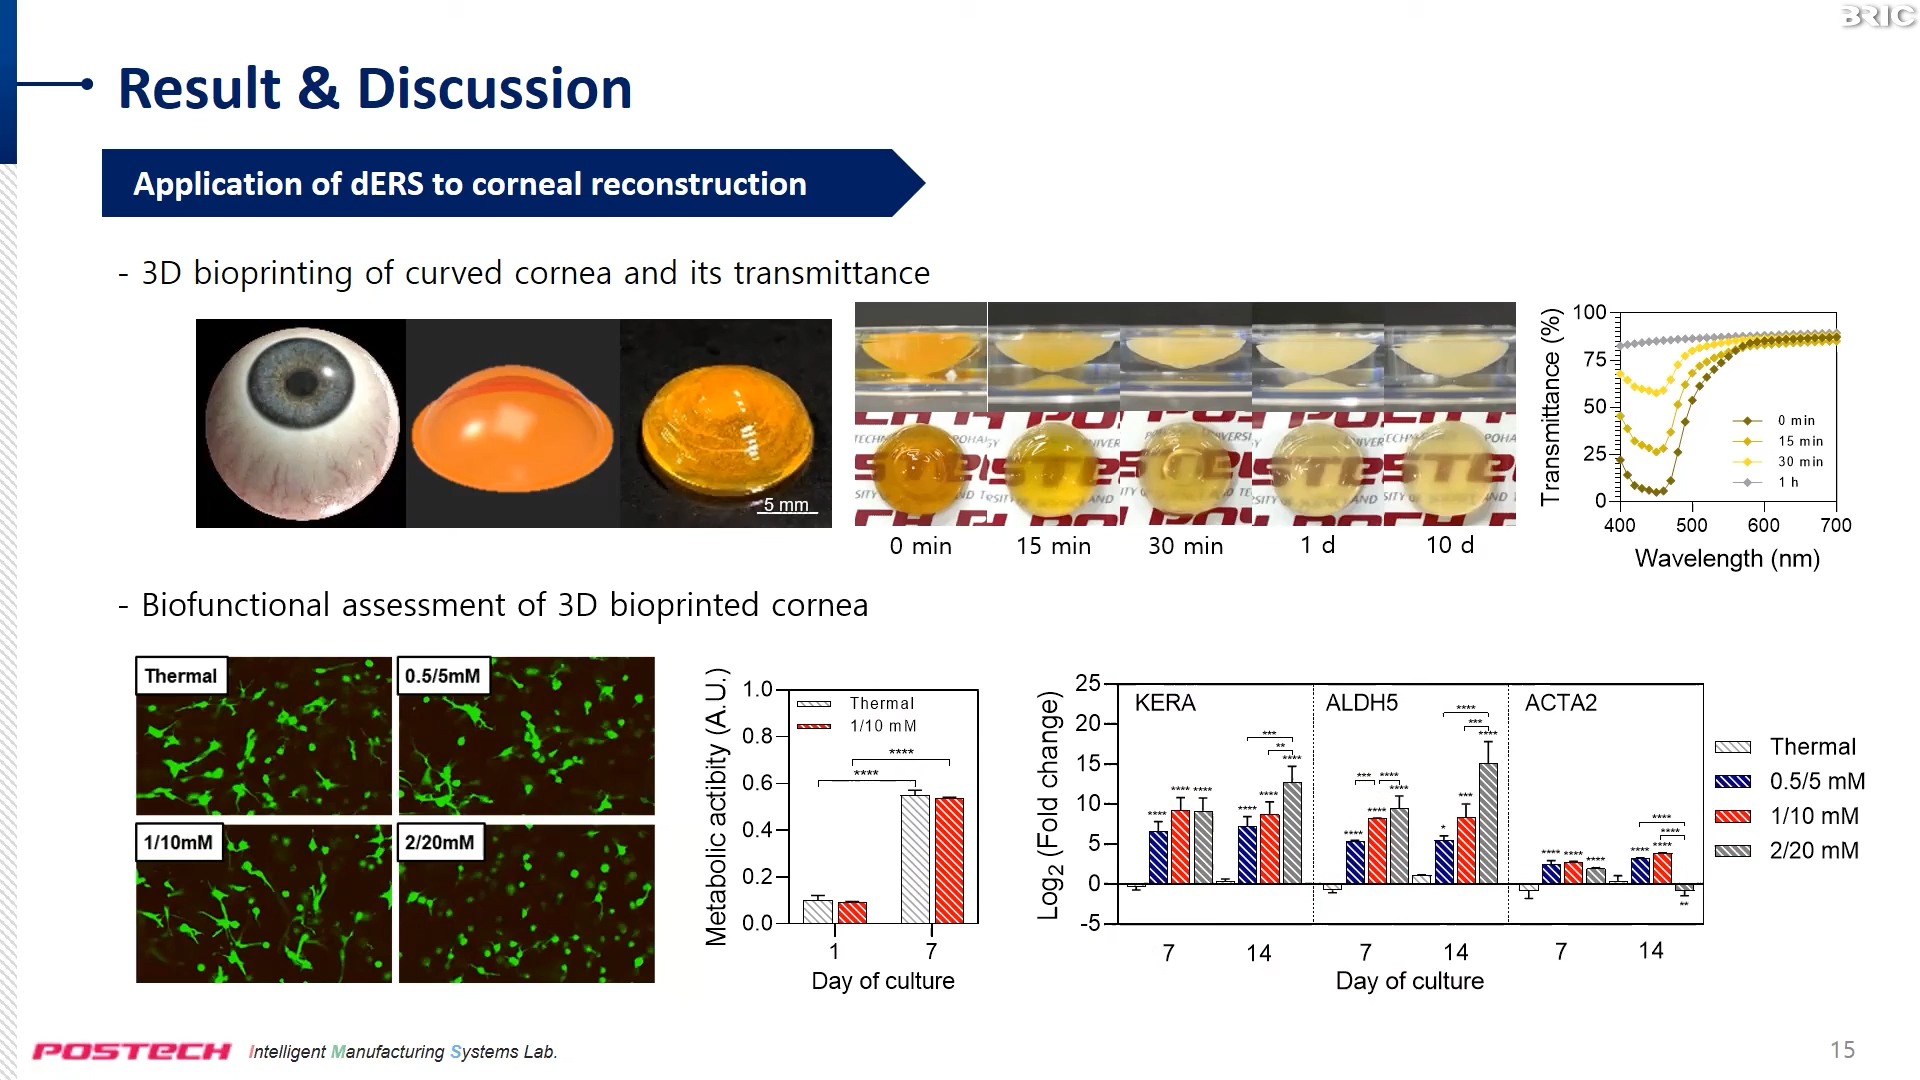 BRIC
Result & Discussion
Application of dERS to corneal reconstruction
- 3D bioprinting of curved cornea and its transmittance
5 mm
0 min
15 min
30 min
1 d
10 d
Transmittance (%)
100
75
50
25
0
0 min
15 min
30 min
1 h
400
500
600
700
Wavelength (nm)
- Biofunctional assessment of 3D bioprinted cornea
Thermal
0.5/5mM
1/10mM
2/20mM
Metabolic actibity (A.U.)
1.0
0.8
0.6
0.4
0.2
0.0
Thermal
1/10 mM
****
****
1
7
Day of culture
Log2 (Fold change)
25
20
15
10
5
0
-5
KERA
ALDH5
ACTA2
7
14
7
14
7
14
Day of culture
Thermal
0.5/5 mM
1/10 mM
2/20 mM
POSTECH
Intelligent Manufacturing Systems Lab.
15